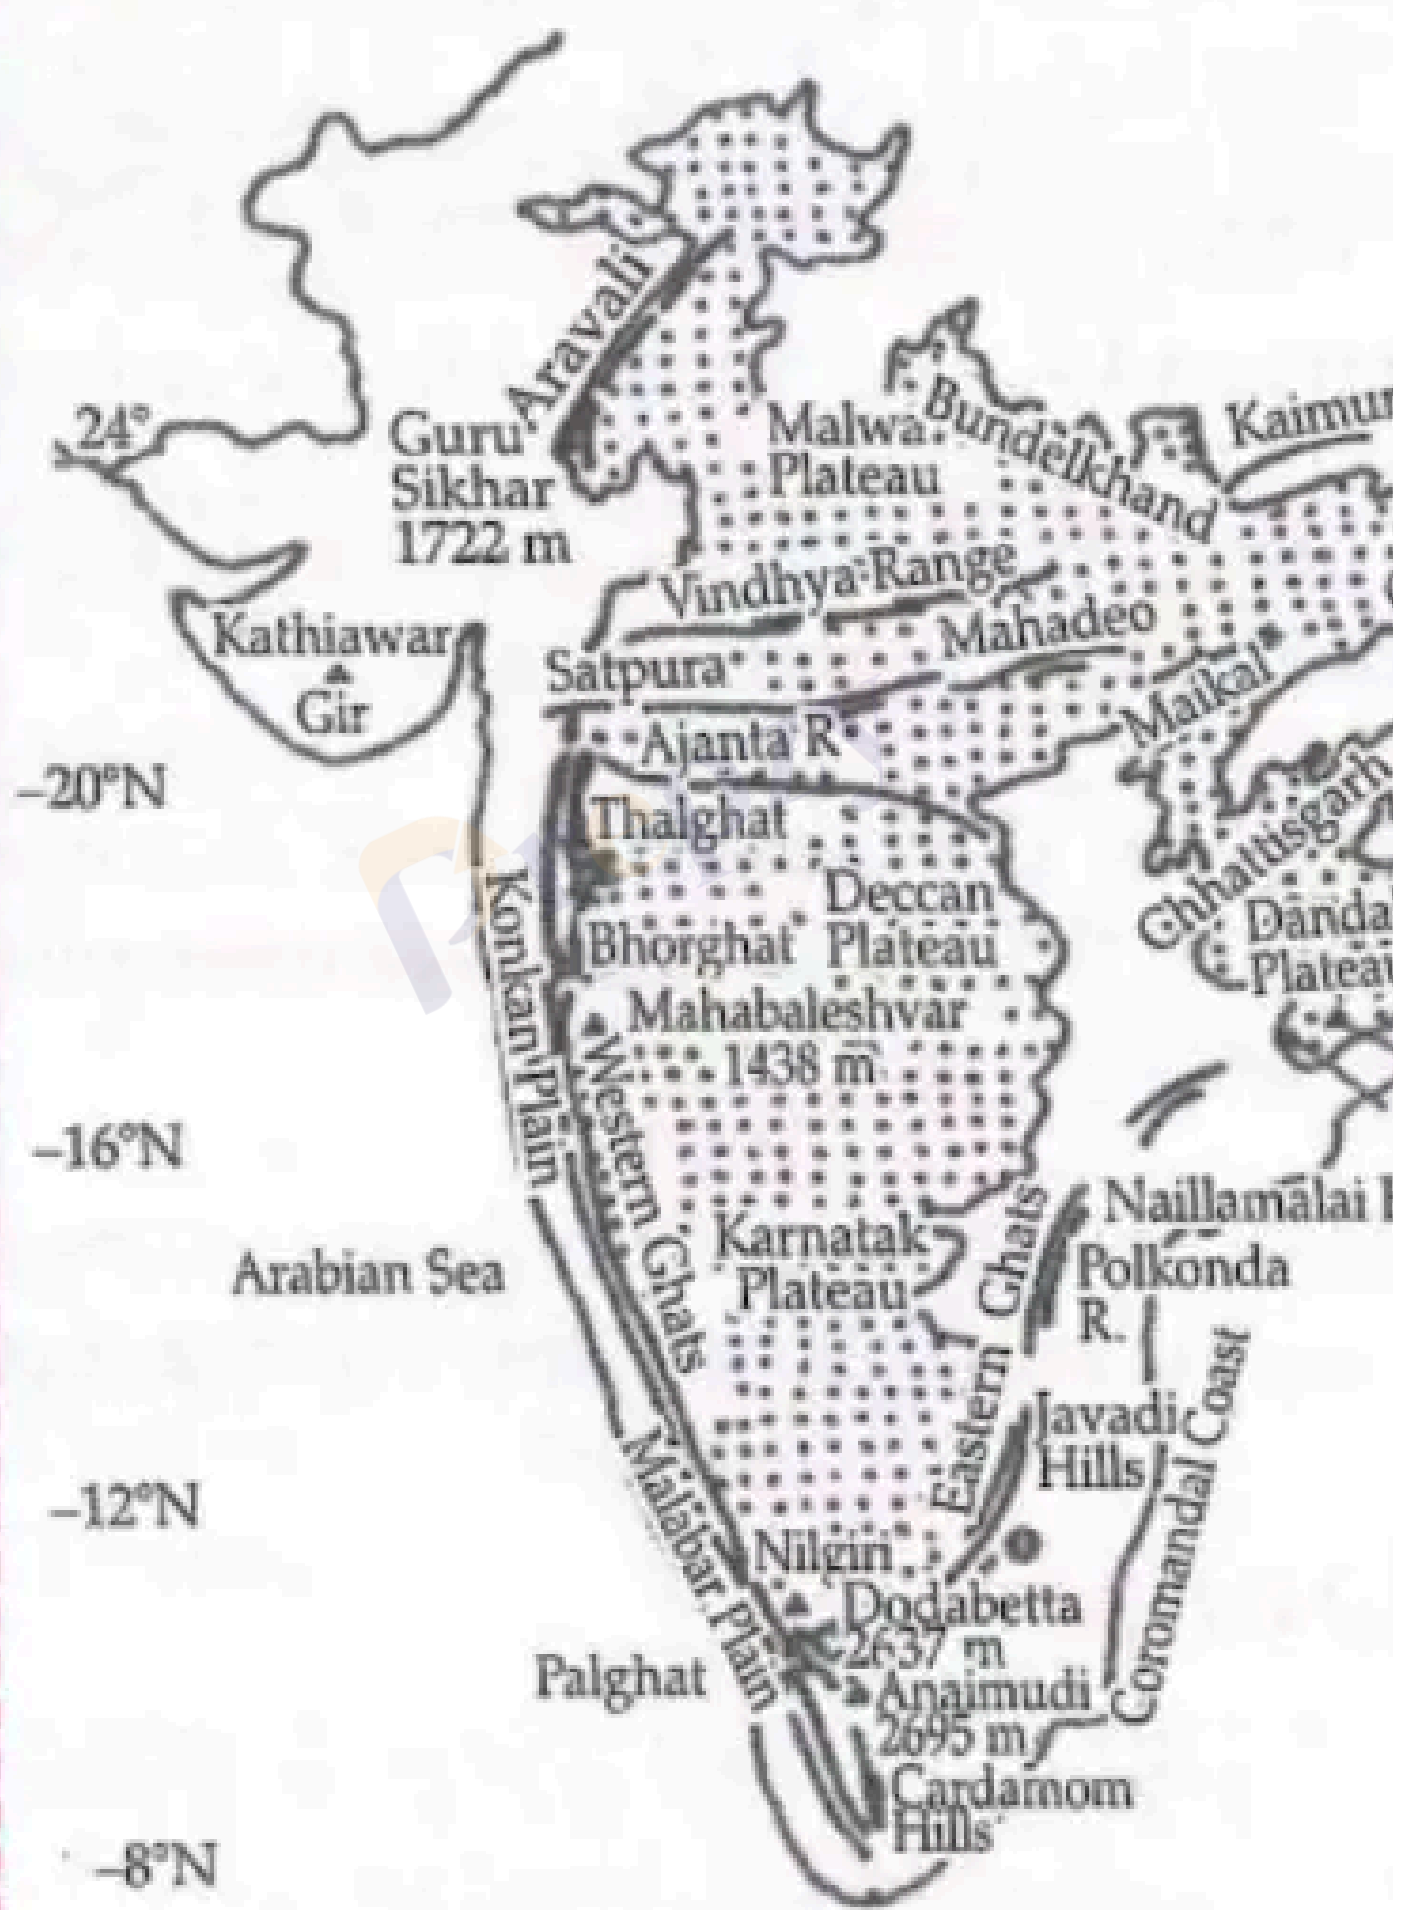 Aravali
24°
Guru
Sikhar
1722 m
Malwa
Plateau
Bundelkhand
Kaimur
Vindhya Range
Kathiawar
Gir
Satpura
Mahadeo
Maikal
Ajanta R
–20°N
Thalghat
Chhattisgarh
Deccan
Plateau
Bhorghat
Konkan Plain
Mahabaleshvar
1438 m
Western Ghats
–16°N
Naillamalai
Karnatak
Plateau
Arabian Sea
Eastern Ghats
Polkonda
R.
Javadi
Hills
Coromandal Coast
–12°N
Malabar Plain
Nilgiri
Dodabetta
2637 m
Palghat
Anaimudi
2695 m
Cardamom
Hills
–8°N